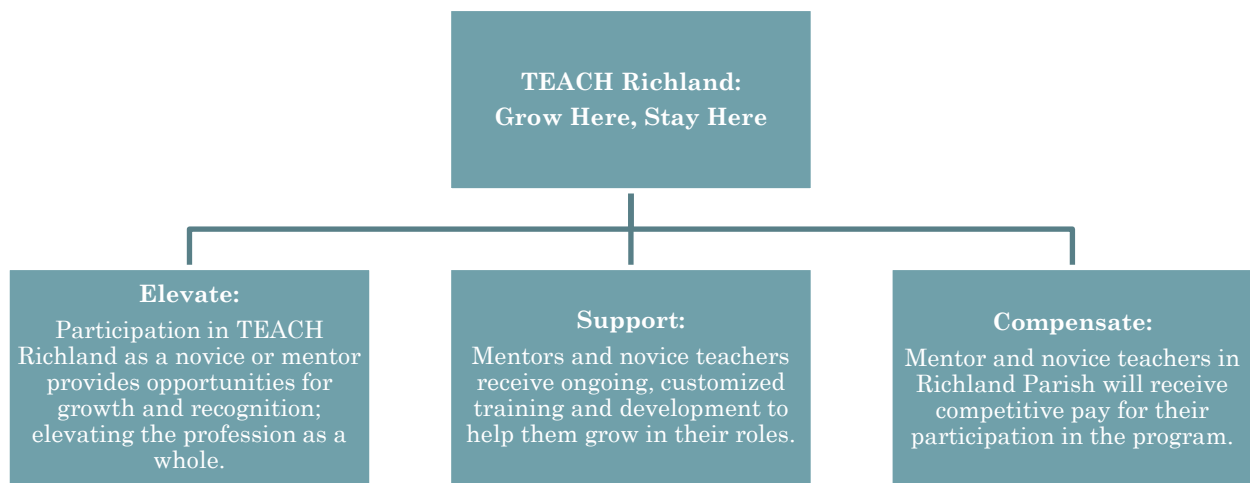 TEACH Richland:
Grow Here, Stay Here
Elevate:
Participation in TEACH
Richland as a novice or mentor
provides opportunities for
growth and recognition;
elevating the profession as a
whole.
Support:
Mentors and novice teachers
receive ongoing, customized
training and development to
help them grow in their roles.
Compensate:
Mentor and novice teachers in
Richland Parish will receive
competitive pay for their
participation in the program.